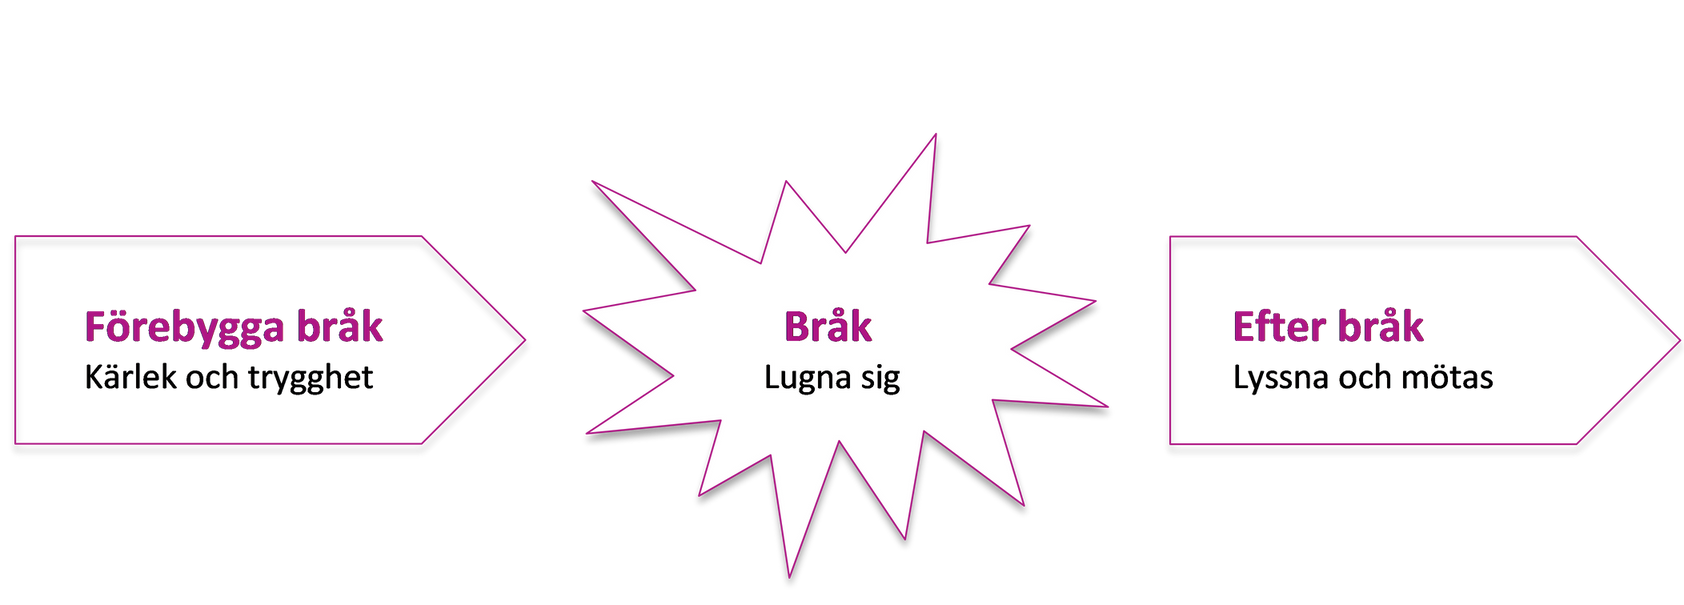 Förebygga bråk
Kärlek och trygghet
Bråk
Lugna sig
Efter bråk
Lyssna och mötas